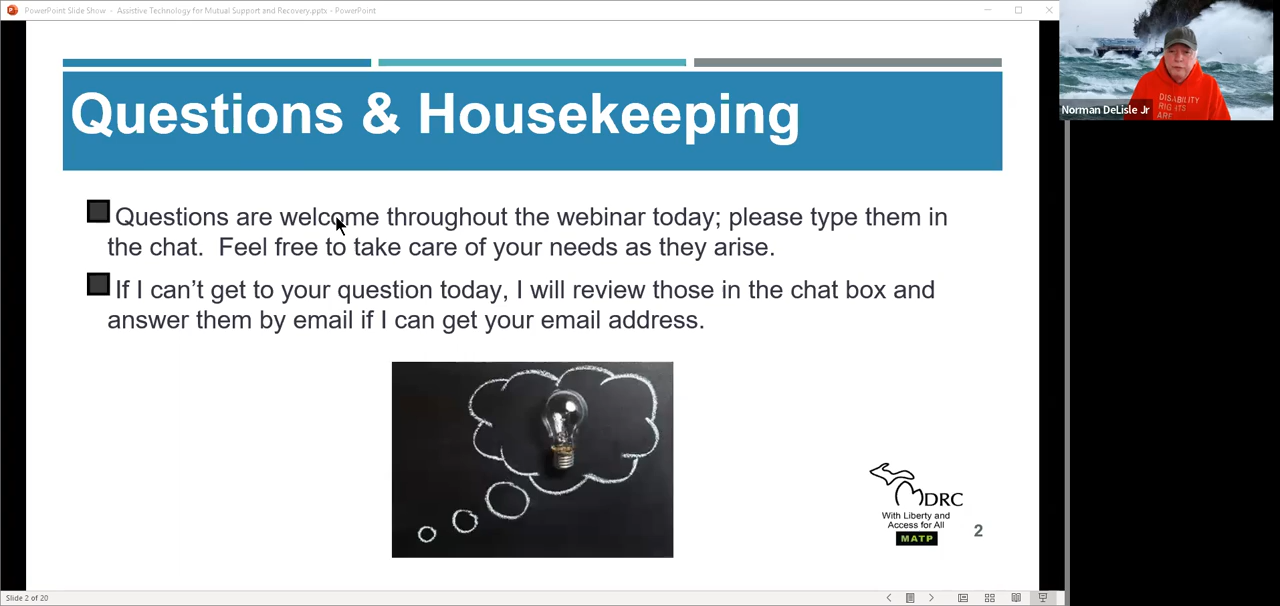 PowerPoint Slide Show - Assistive Technology for Mutual Support and Recovery.pptx - PowerPoint
Norman DeLisle Jr
DISABILITY
RIGHTS
ARE
Questions & Housekeeping
Questions are welcome throughout the webinar today; please type them in
the chat. Feel free to take care of your needs as they arise.
If I can’t get to your question today, I will review those in the chat box and
answer them by email if I can get your email address.
MDRC
With Liberty and
Access for All
MATP
2
Slide 2 of 20